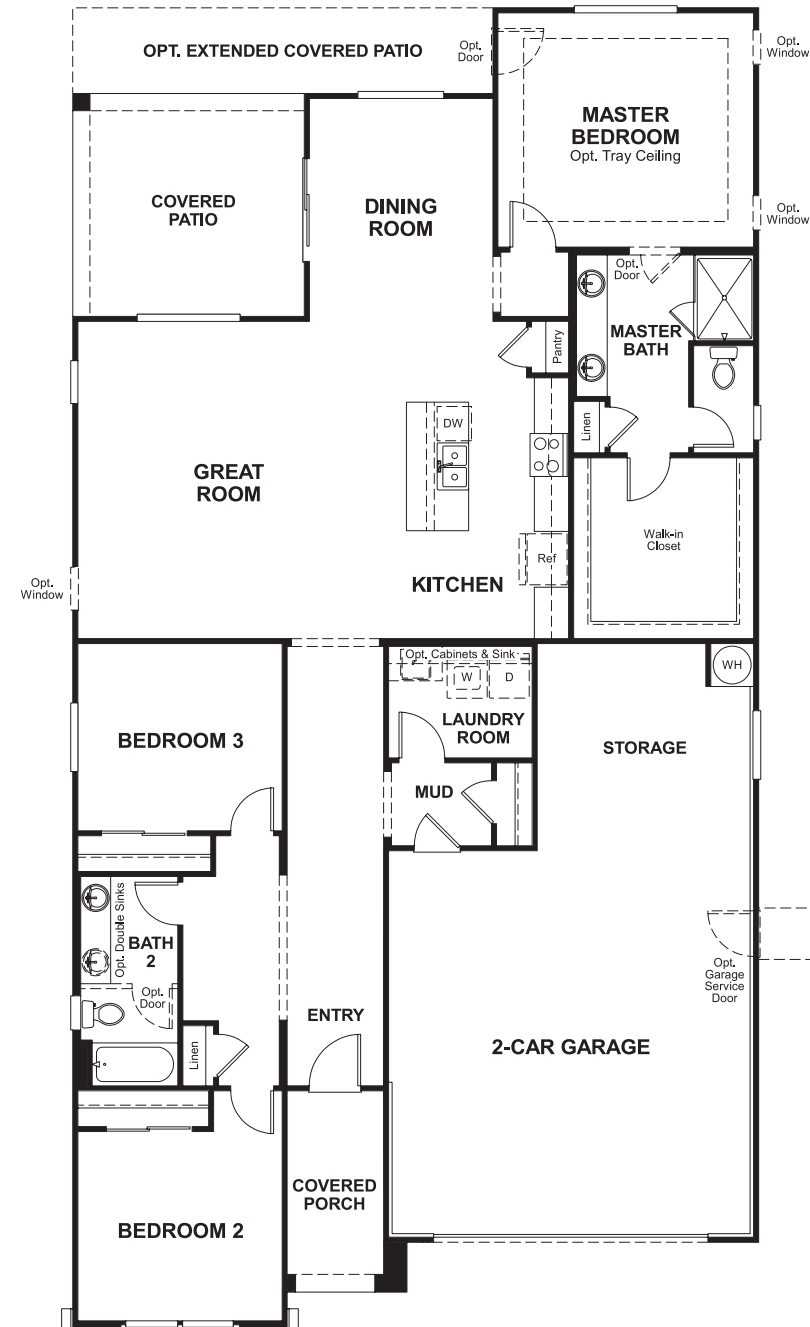 OPT. EXTENDED COVERED PATIO
Opt.
Door
Opt.
Window
MASTER
BEDROOM
Opt. Tray Ceiling
COVERED
PATIO
DINING
ROOM
Opt.
Window
Opt.
Door
MASTER
BATH
Pantry
DW
Linen
GREAT
ROOM
Walk-in
Closet
Ref
Opt.
Window
KITCHEN
Opt. Cabinets & Sink
W
D
WH
LAUNDRY
ROOM
BEDROOM 3
STORAGE
MUD
Opt. Double Sinks
BATH
2
Opt.
Door
Opt.
Garage
Service
Door
ENTRY
Linen
2-CAR GARAGE
COVERED
PORCH
BEDROOM 2